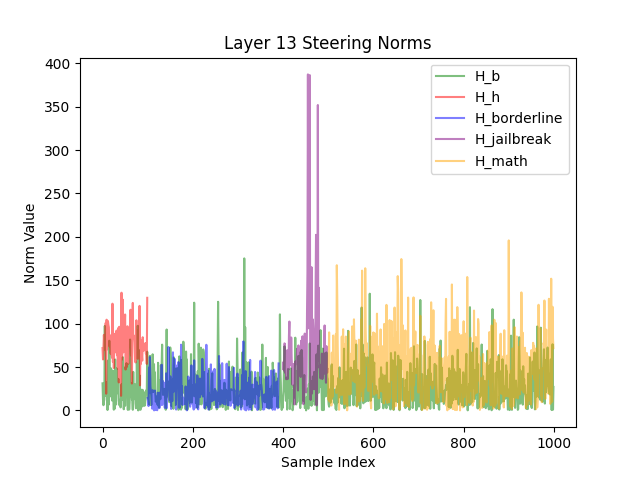 Layer 13 Steering Norms
400
350
300
250
200
150
100
50
0
Norm Value
H_b
H_h
H_borderline
H_jailbreak
H_math
0
200
400
600
800
1000
Sample Index